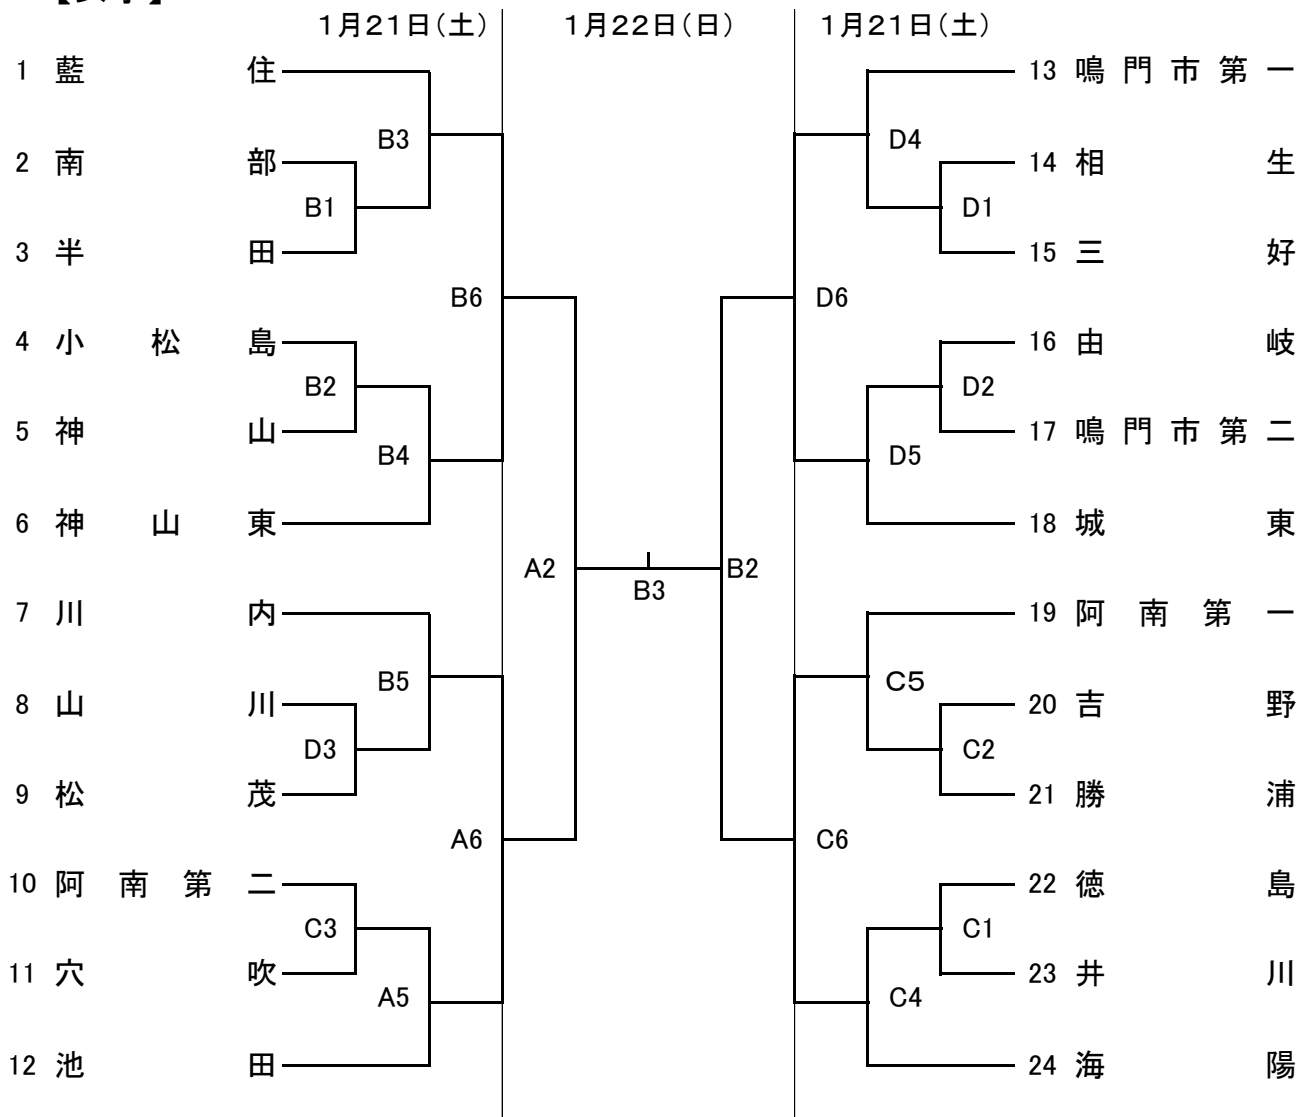 1月21日(土) 1月22日(日) 1月21日(土)
1 藍住
2 南部
3 半田
4 小松島
5 神山
6 神山東
7 川内
8 山川
9 松茂
10 阿南第二
11 穴吹
12 池田
B3
B1
B6
B2
B4
B5
D3
A6
C3
A5
A2
B3
B2
D4
D1
D6
D2
D5
C5
C2
C6
C1
C4
13 鳴門市第一
14 相生
15 三好
16 由岐
17 鳴門市第二
18 城東
19 阿南第一
20 吉野
21 勝浦
22 徳島
23 井川
24 海陽